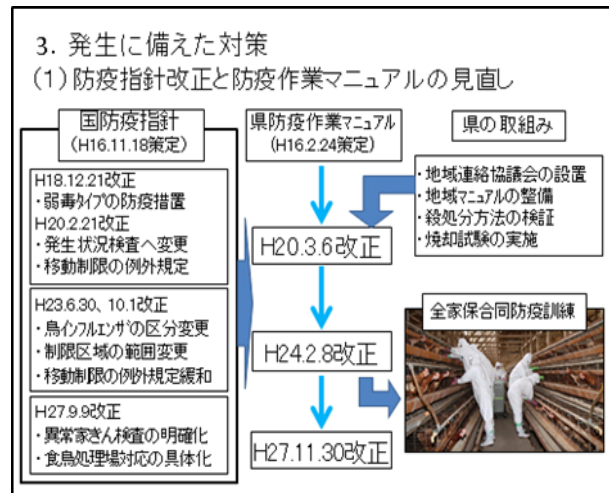 3. 発生に備えた対策
(1)防疫指針改正と防疫作業マニュアルの見直し
国防疫指針
(H16.11.18策定)
H18.12.21改正
・弱毒タイプの防疫措置
H20.2.21改正
・発生状況検査へ変更
・移動制限の例外規定
H23.6.30、10.1改正
・鳥インフルエンザの区分変更
・制限区域の範囲変更
・移動制限の例外規定緩和
H27.9.9改正
・異常家きん検査の明確化
・食鳥処理場対応の具体化
県防疫作業マニュアル
(H16.2.24策定)
H20.3.6改正
H24.2.8改正
H27.11.30改正
県の取組み
・地域連絡協議会の設置
・地域マニュアルの整備
・殺処分方法の検証
・焼却試験の実施
全家保合同防疫訓練